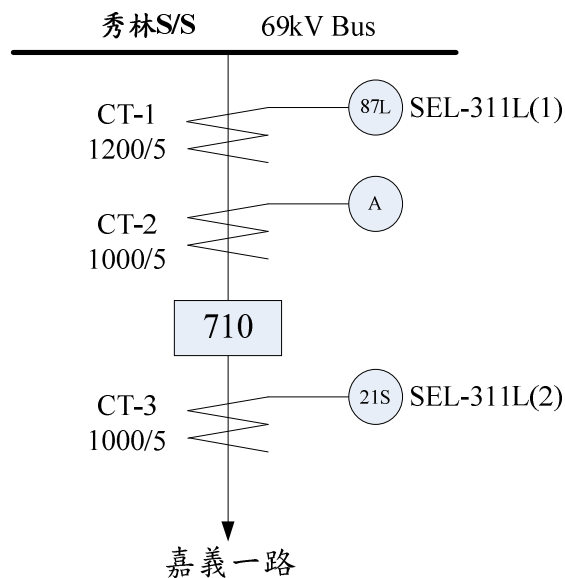 秀林S/S 69kV Bus
CT-1
1200/5
87L
SEL-311L(1)
CT-2
1000/5
A
710
CT-3
1000/5
21S
SEL-311L(2)
嘉義一路